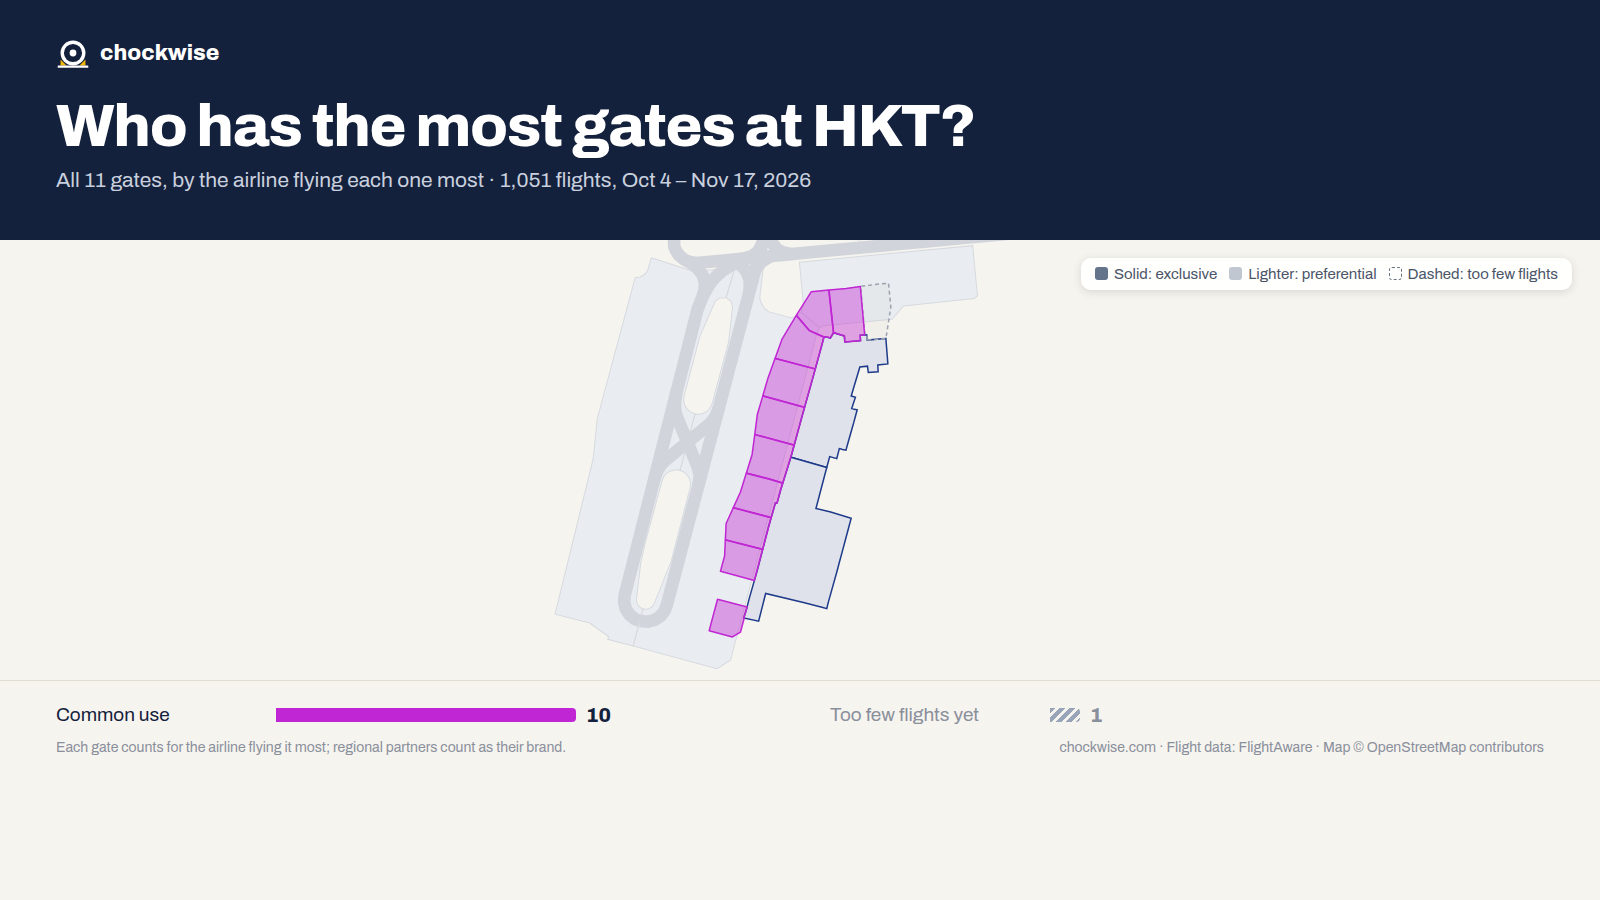 chockwise
Who has the most gates at HKT?
All 11 gates, by the airline flying each one most · 1,051 flights, Oct 4 – Nov 17, 2026
Solid: exclusive
Lighter: preferential
Dashed: too few flights
Common use
10
Too few flights yet
1
Each gate counts for the airline flying it most; regional partners count as their brand.
chockwise.com · Flight data: FlightAware · Map © OpenStreetMap contributors